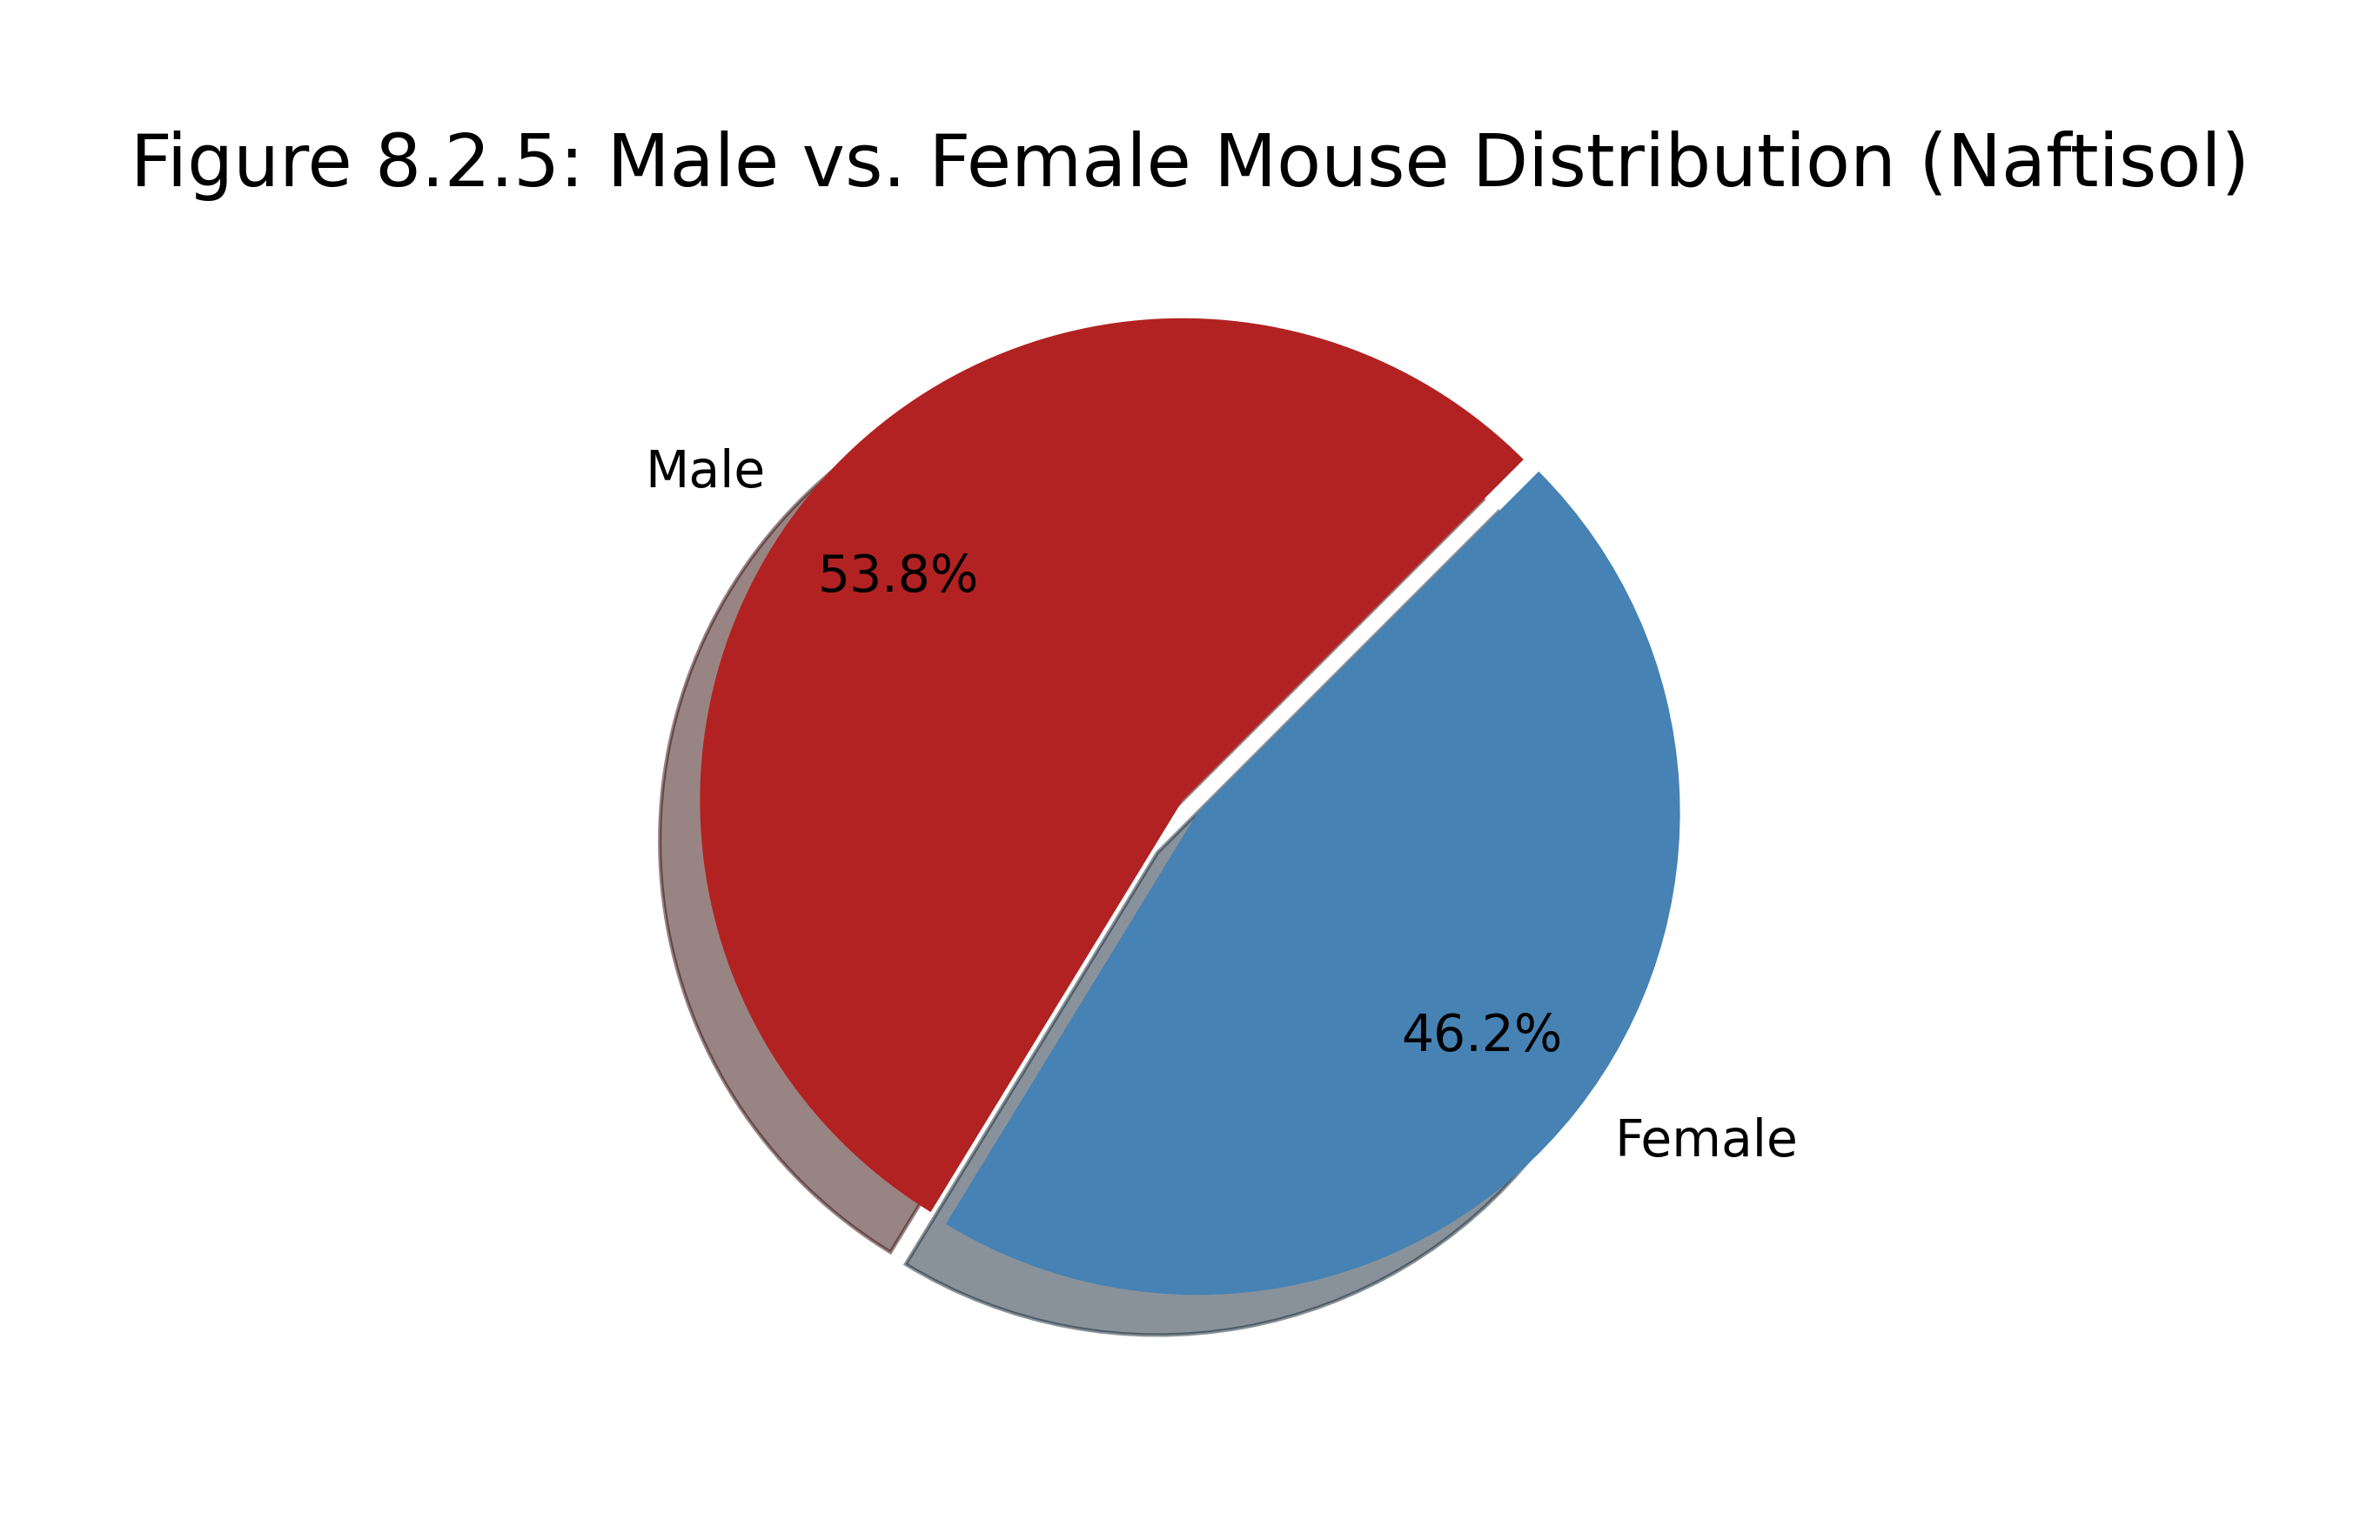 Figure 8.2.5: Male vs. Female Mouse Distribution (Naftisol)
Male
53.8%
46.2%
Female